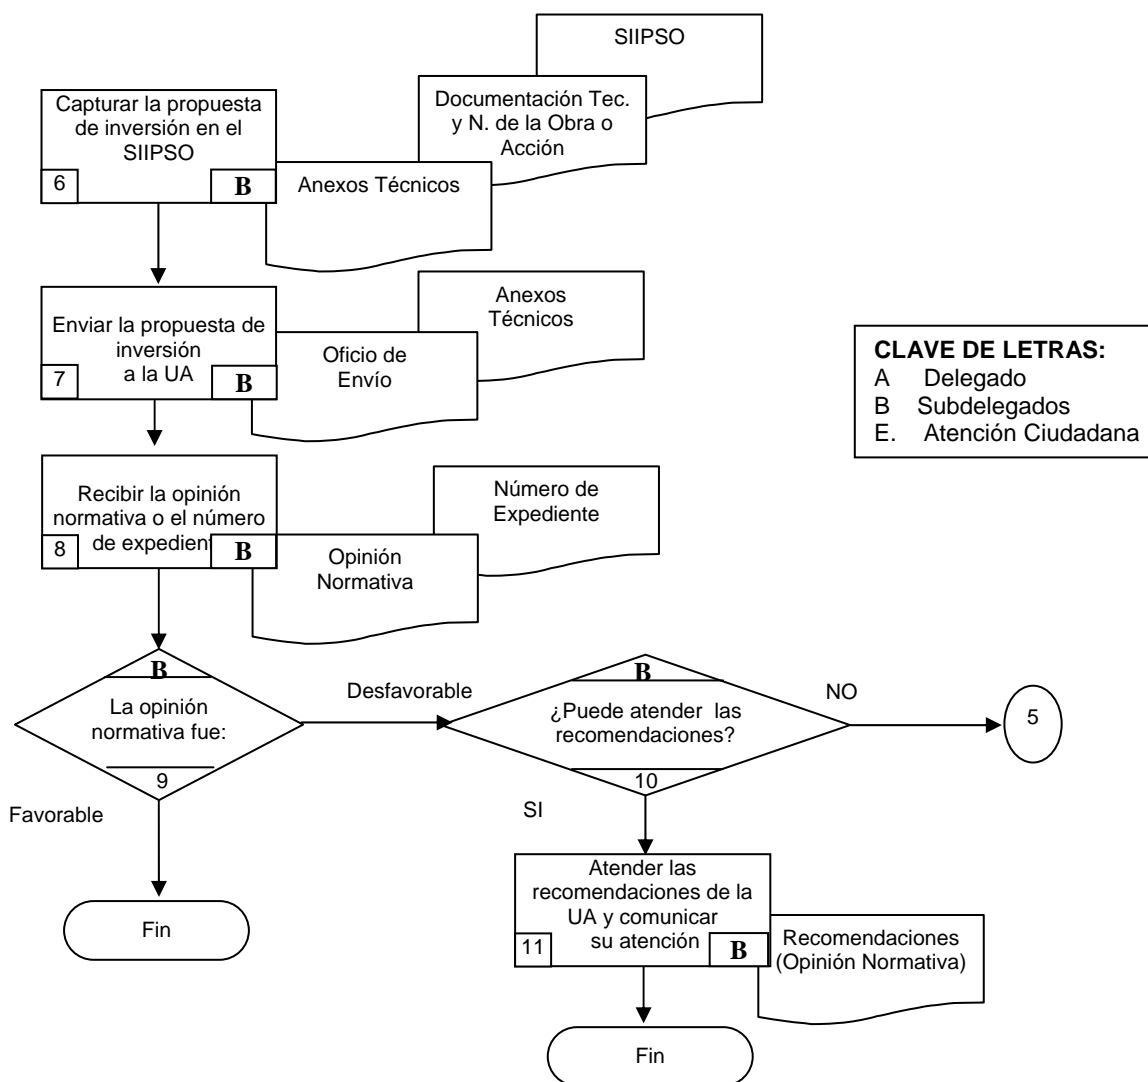 SIIPSO
Capturar la propuesta
de inversión en el
SIIPSO
6
B
Documentación Tec.
y N. de la Obra o
Acción
Anexos Técnicos
Enviar la propuesta de
inversión
a la UA
7
B
Anexos
Técnicos
Oficio de
Envío
CLAVE DE LETRAS:
A Delegado
B Subdelegados
E. Atención Ciudadana
Recibir la opinión
normativa o el número
de expedient
8
B
Número de
Expediente
Opinión
Normativa
B
La opinión
normativa fue:
9
Desfavorable
Favorable
B
¿Puede atender las
recomendaciones?
10
NO
5
SI
Fin
Atender las
recomendaciones de la
UA y comunicar
su atención
11
B
Recomendaciones
(Opinión Normativa)
Fin